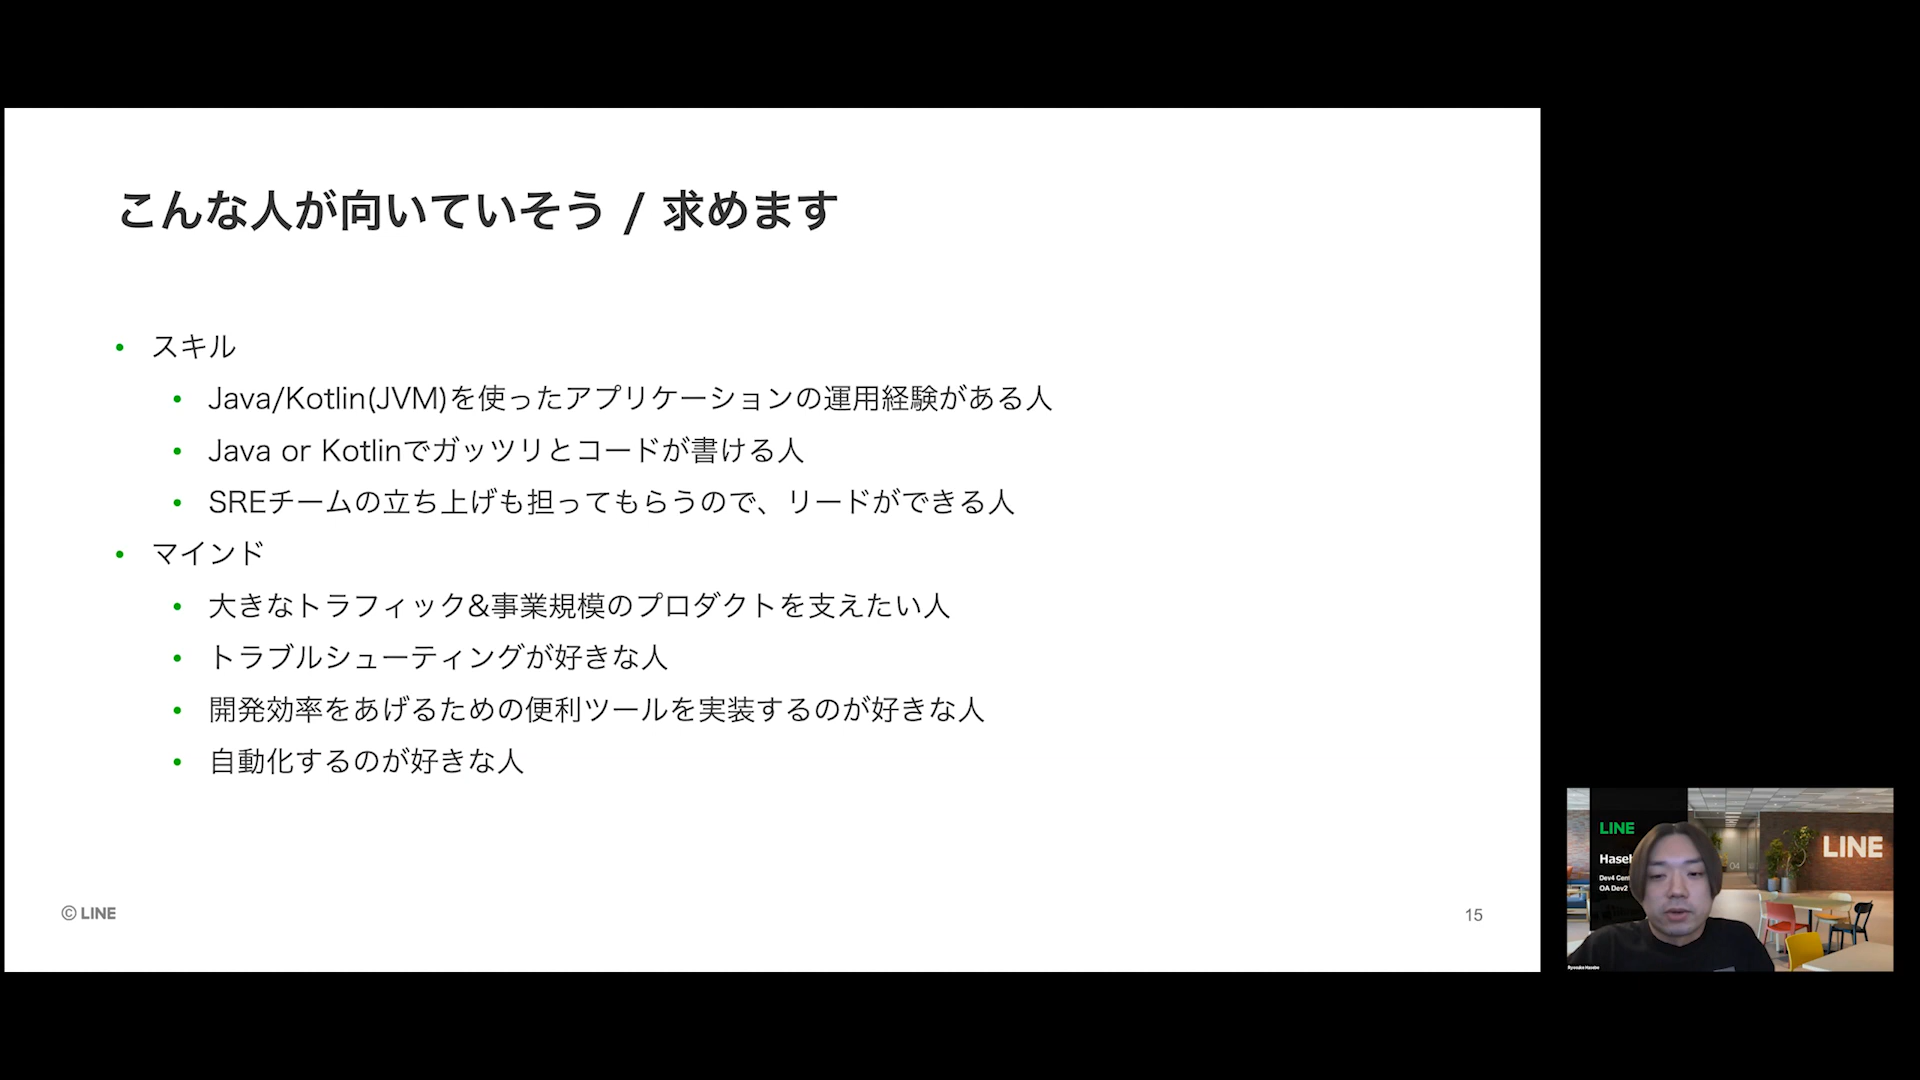 こんな人が向いていそう / 求めます
• スキル
• Java/Kotlin(JVM)を使ったアプリケーションの運用経験がある人
• Java or Kotlinでガッツリとコードが書ける人
• SREチームの立ち上げも担ってもらうので、リードができる人
• マインド
• 大きなトラフィック&事業規模のプロダクトを支えたい人
• トラブルシューティングが好きな人
• 開発効率をあげるための便利ツールを実装するのが好きな人
• 自動化するのが好きな人
© LINE
15
LINE
LINE
04
Dev4
OA Dev2
Ryosuke Hasebe